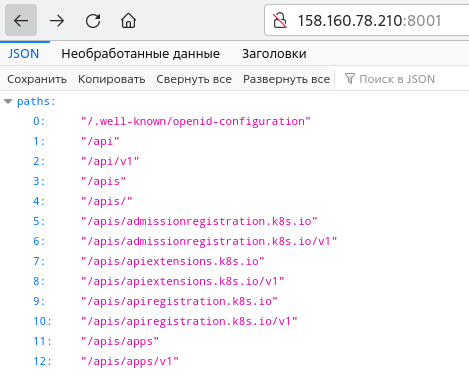 158.160.78.210:8001
JSON Необработанные данные Заголовки
Сохранить Копировать Свернуть все Развернуть все Поиск в JSON
paths:
0: "/.well-known/openid-configuration"
1: "/api"
2: "/api/v1"
3: "/apis"
4: "/apis/"
5: "/apis/admissionregistration.k8s.io"
6: "/apis/admissionregistration.k8s.io/v1"
7: "/apis/apiextensions.k8s.io"
8: "/apis/apiextensions.k8s.io/v1"
9: "/apis/apiregistration.k8s.io"
10: "/apis/apiregistration.k8s.io/v1"
11: "/apis/apps"
12: "/apis/apps/v1"